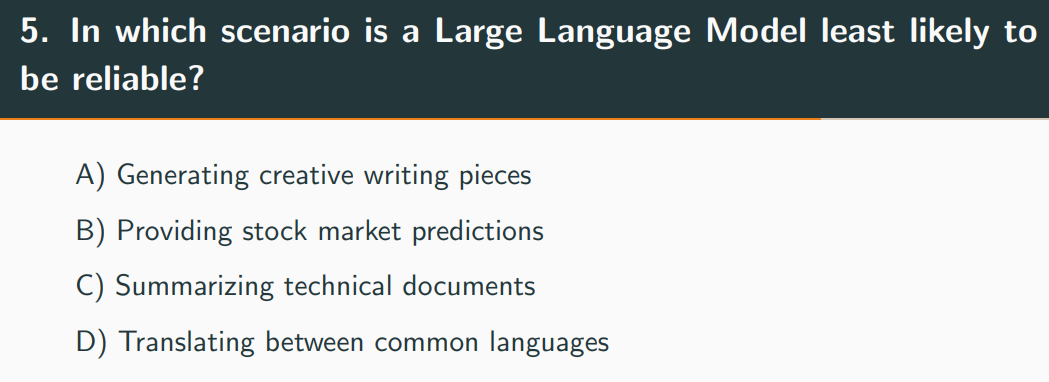 5. In which scenario is a Large Language Model least likely to
be reliable?
A) Generating creative writing pieces
B) Providing stock market predictions
C) Summarizing technical documents
D) Translating between common languages